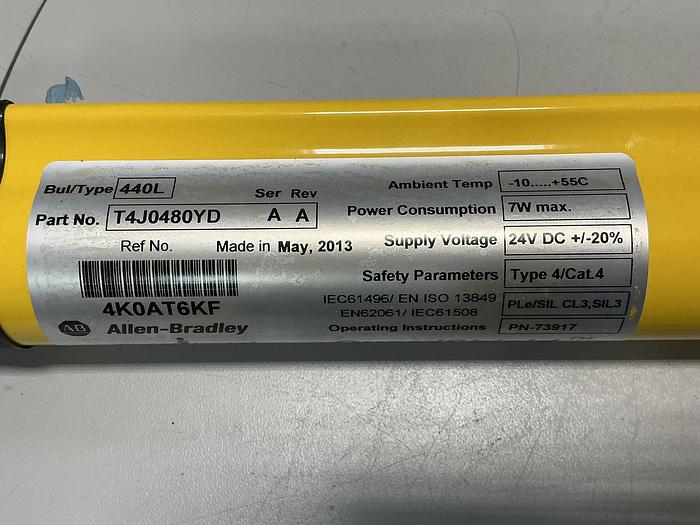 Bul/Type 440L
Ser Rev
Part No. T4J0480YD A A
Ref No. Made in May, 2013
4K0AT6KF
AB Allen-Bradley
Ambient Temp -10.....+55C
Power Consumption 7W max.
Supply Voltage 24V DC +/-20%
Safety Parameters Type 4/Cat.4
IEC61496/ EN ISO 13849
EN62061/ IEC61508 PLe/SIL CL3,SIL3
Operating Instructions PN-73917